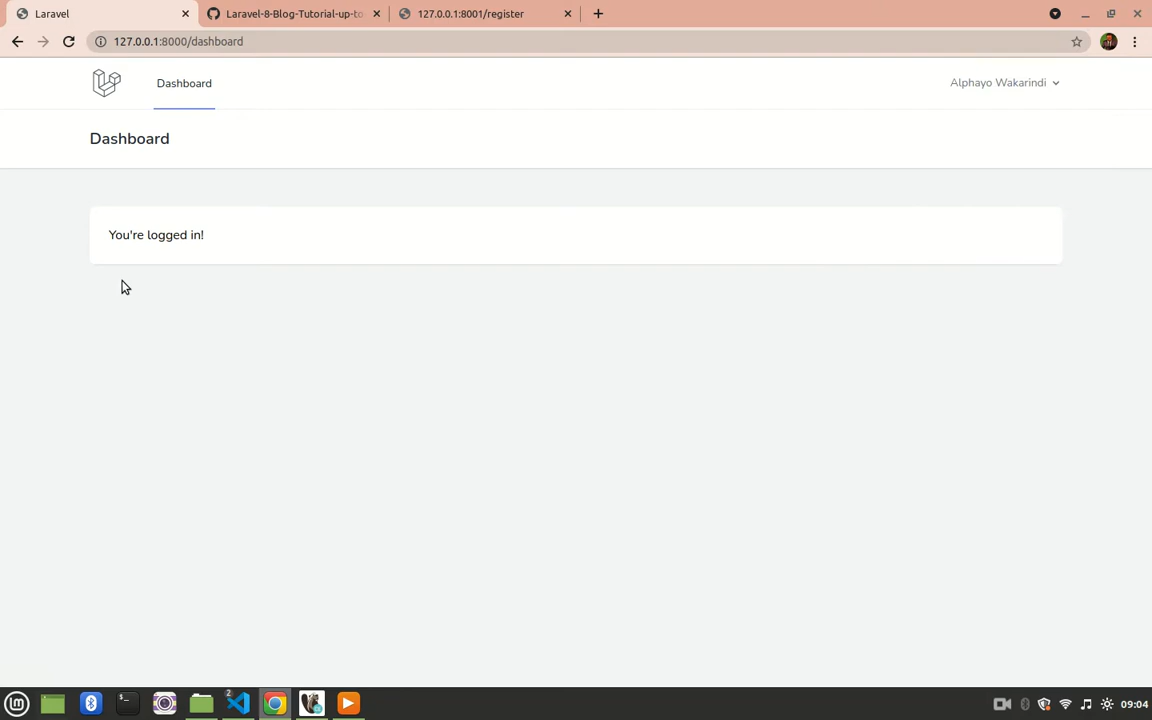 Laravel
Laravel-8-Blog-Tutorial-up-to
127.0.0.1:8001/register
127.0.0.1:8000/dashboard
Dashboard
Alphayo Wakarindi
Dashboard
You're logged in!
2
09:04